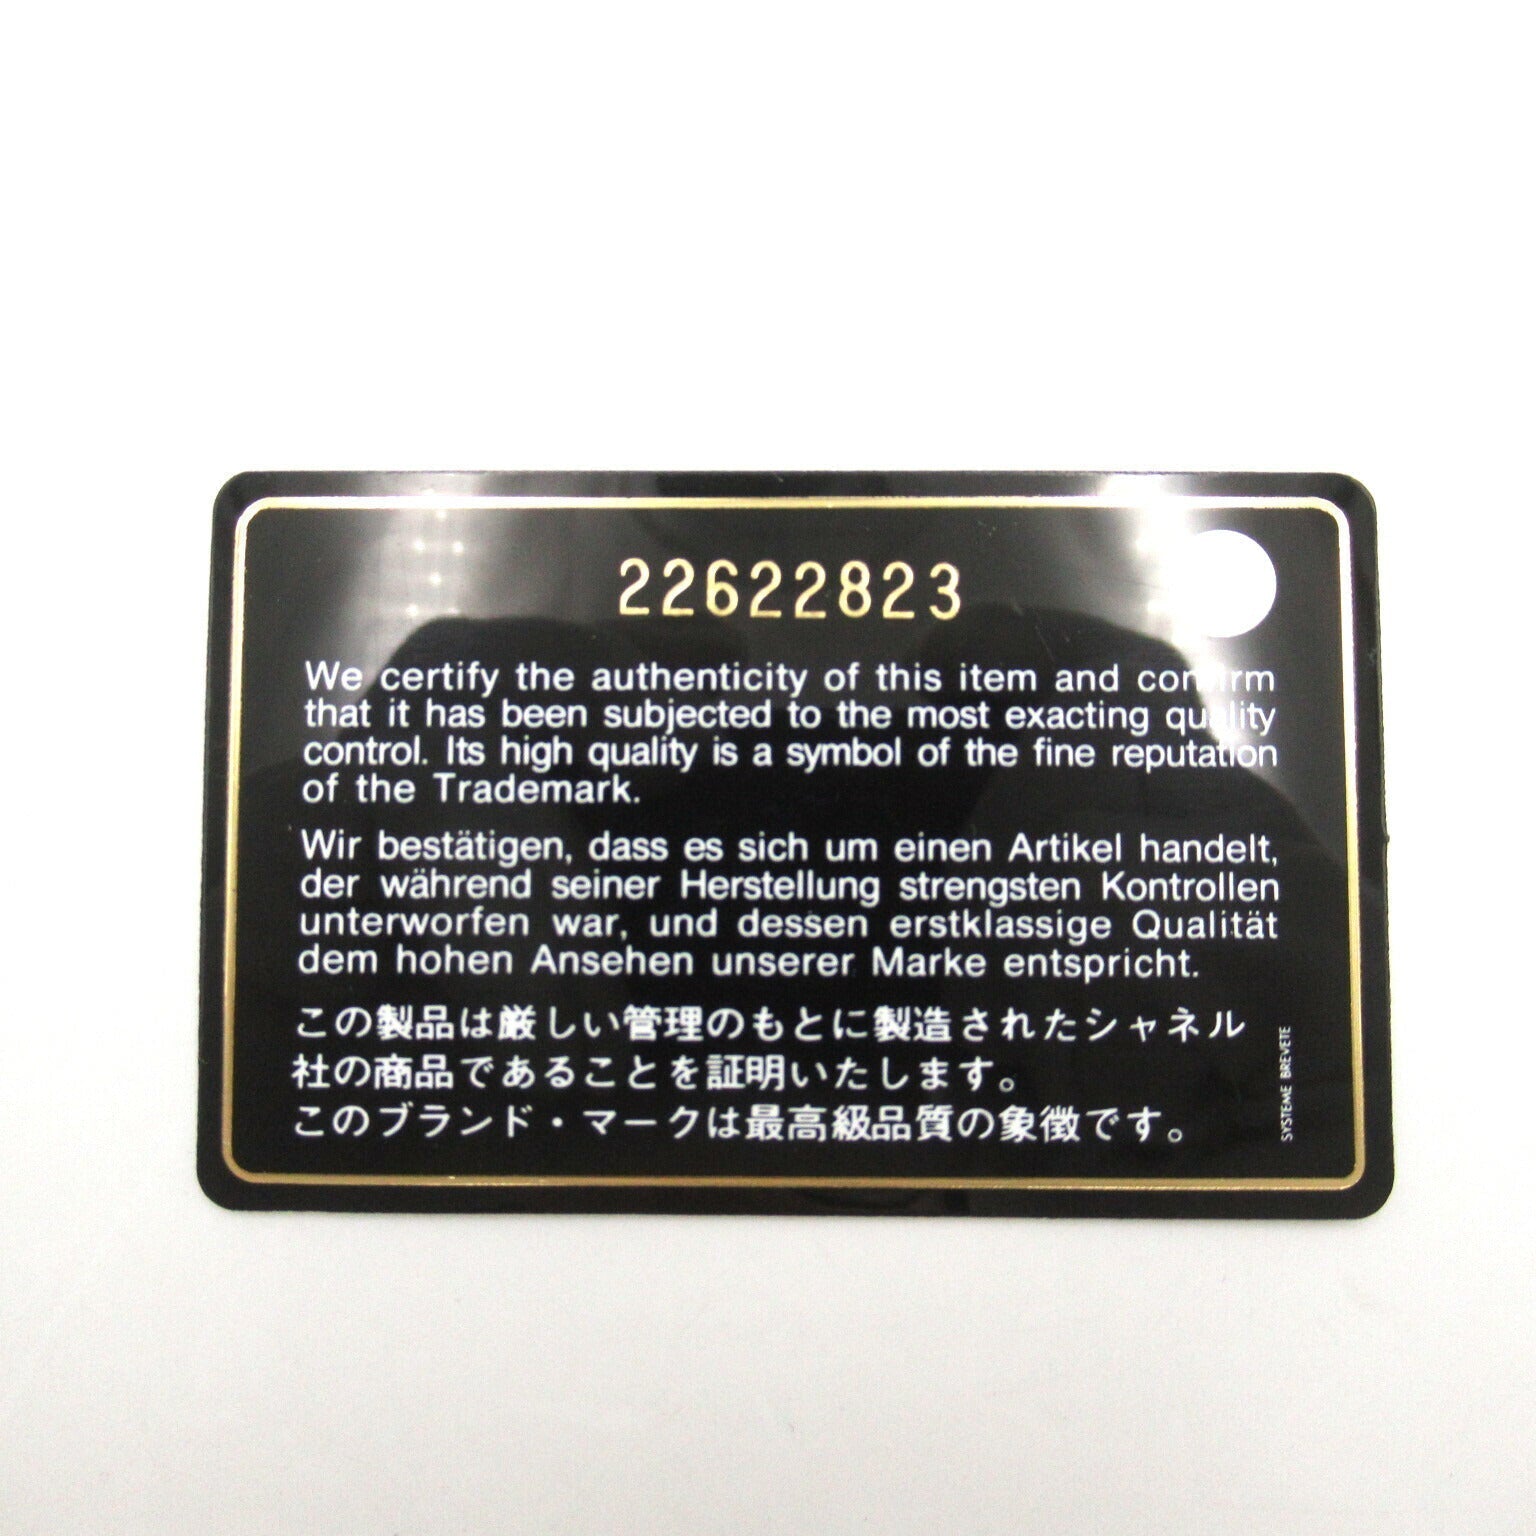 22622823
We certify the authenticity of this item and confirm
that it has been subjected to the most exacting quality
control. Its high quality is a symbol of the fine reputation
of the Trademark.
Wir bestätigen, dass es sich um einen Artikel handelt,
der während seiner Herstellung strengsten Kontrollen
unterworfen war, und dessen erstklassige Qualität
dem hohen Ansehen unserer Marke entspricht.
この製品は厳しい管理のもとに製造されたシャネル
社の商品であることを証明いたします。
このブランド・マークは最高級品質の象徴です。
SYSTEME BREVETE